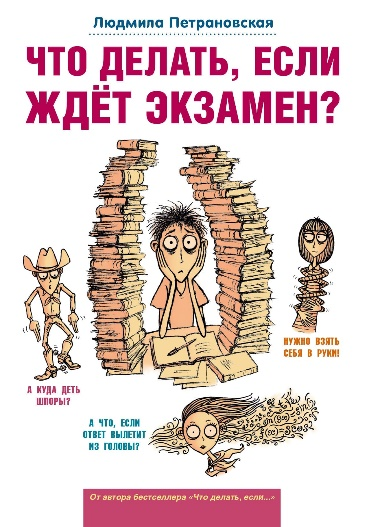 Людмила Петрановская
ЧТО ДЕЛАТЬ, ЕСЛИ
ЖДЁТ ЭКЗАМЕН?
НУЖНО ВЗЯТЬ
СЕБЯ В РУКИ!
А КУДА ДЕТЬ
ШПОРЫ?
А ЧТО, ЕСЛИ
ОТВЕТ ВЫЛЕТИТ
ИЗ ГОЛОВЫ?
От автора бестселлера «Что делать, если...»